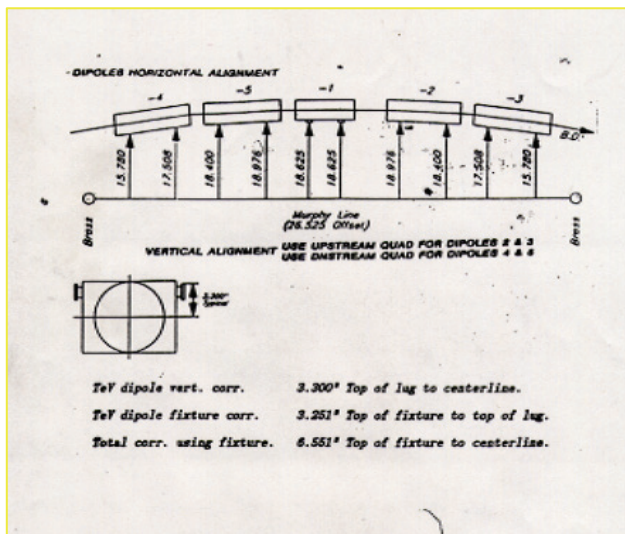 - DIPOLES HORIZONTAL ALIGNMENT
-4 -5 -1 -2 -3
B.O.
15.780 17.508 18.400 18.976 18.625 18.625 18.976 18.400 17.508 15.780
Murphy Line
(26.525 Offset)
Brass Brass
VERTICAL ALIGNMENT USE UPSTREAM QUAD FOR DIPOLES 2 & 3
USE DNSTREAM QUAD FOR DIPOLES 4 & 5
3.300"
TeV dipole vert. corr. 3.300" Top of lug to centerline.
TeV dipole fixture corr. 3.251" Top of fixture to top of lug.
Total corr. using fixture. 6.551" Top of fixture to centerline.